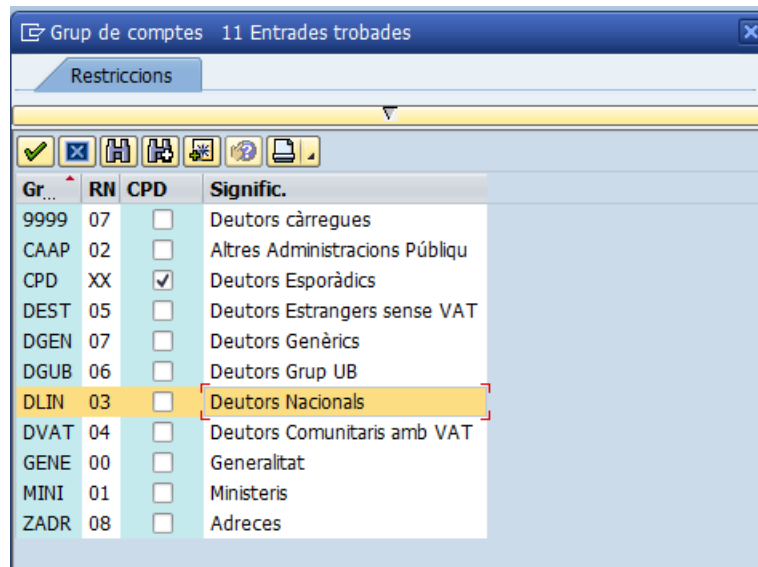 Grup de comptes 11 Entrades trobades
Restriccions
Gr... RN CPD Signific.
9999 07 Deutors càrregues
CAAP 02 Altres Administracions Públiqu
CPD XX Deutors Esporàdics
DEST 05 Deutors Estrangers sense VAT
DGEN 07 Deutors Genèrics
DGUB 06 Deutors Grup UB
DLIN 03 Deutors Nacionals
DVAT 04 Deutors Comunitaris amb VAT
GENE 00 Generalitat
MINI 01 Ministeris
ZADR 08 Adreces